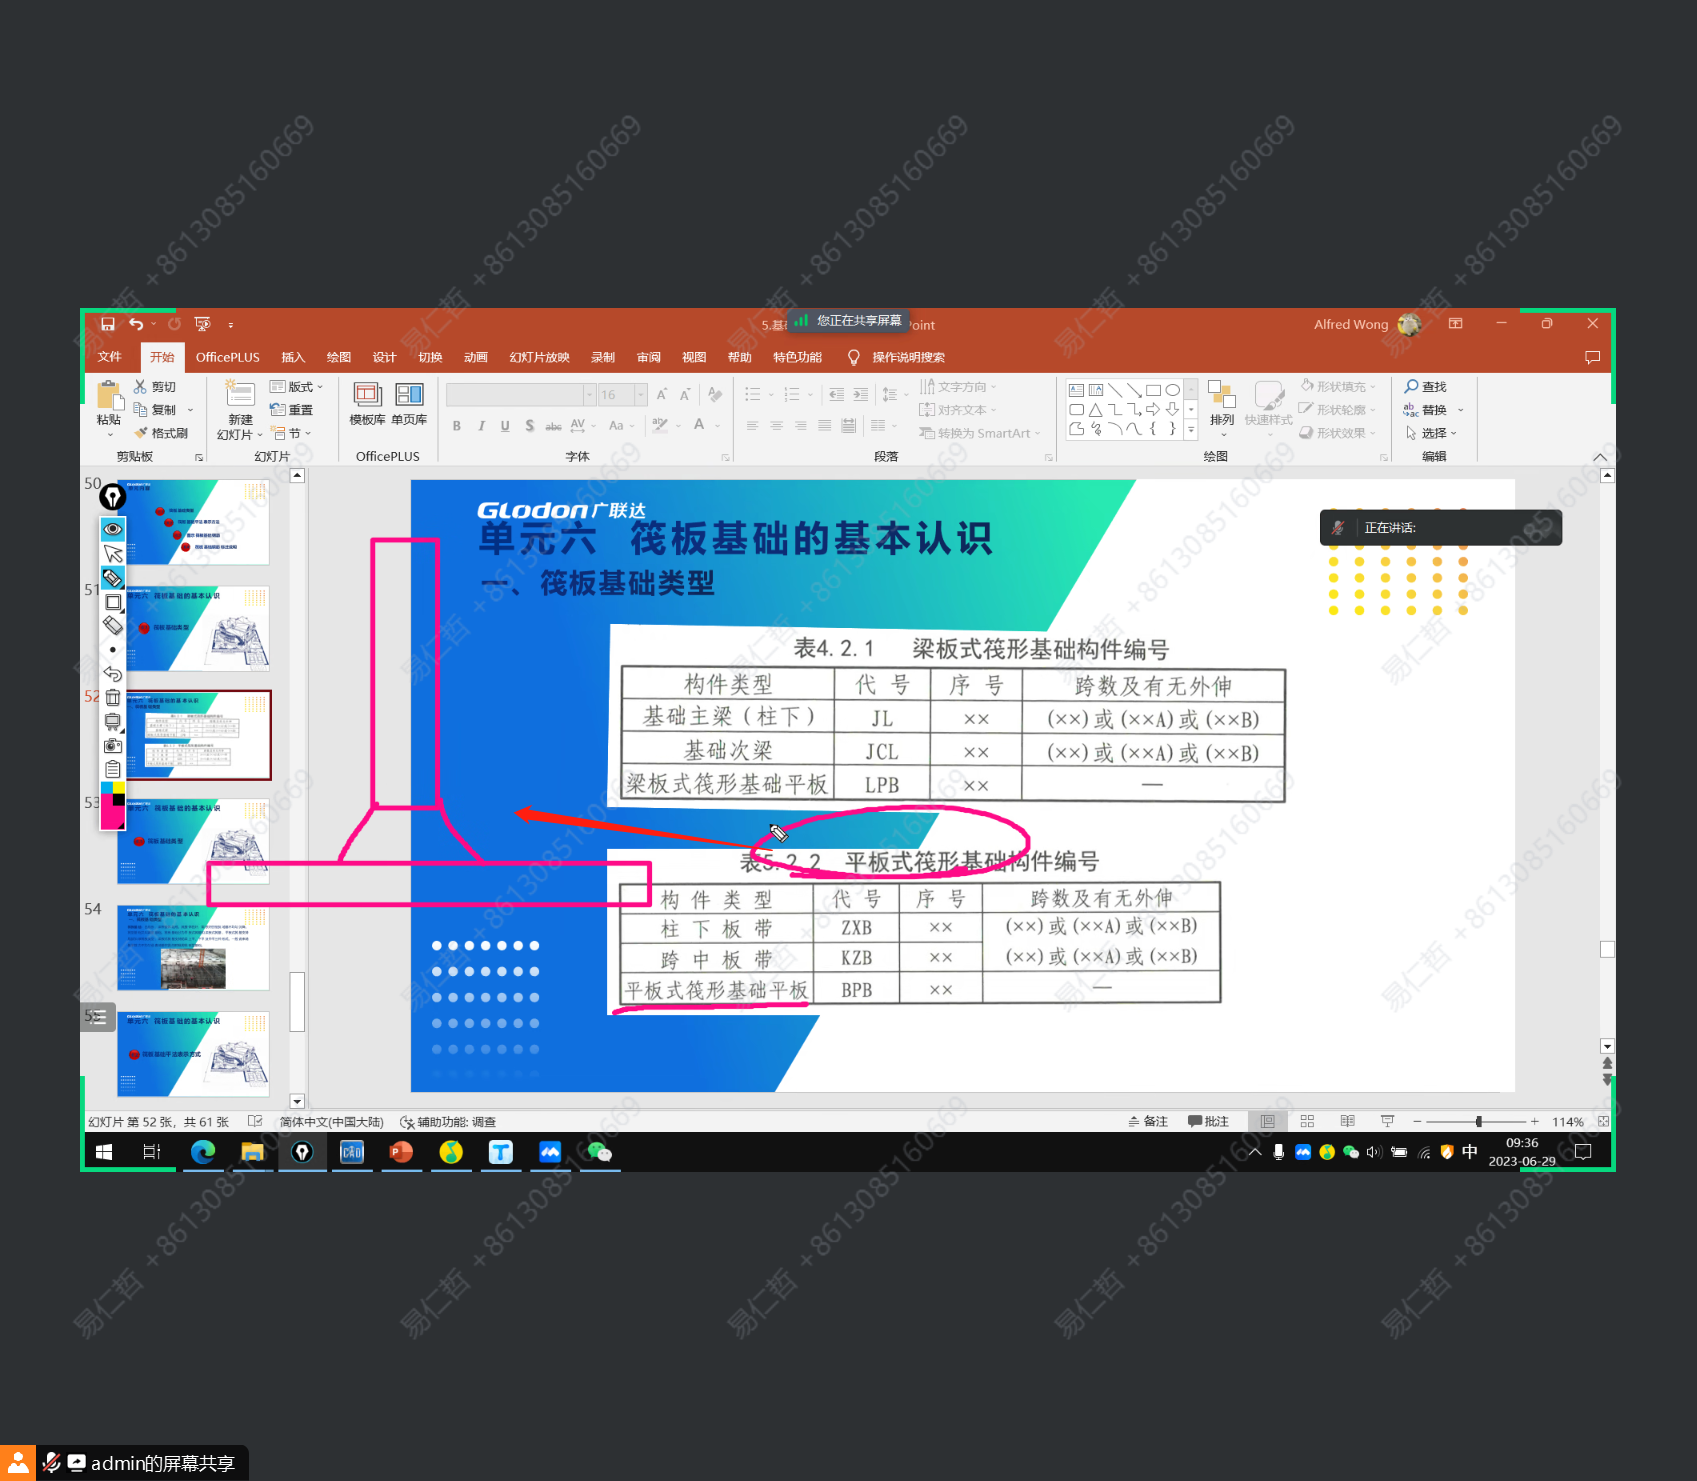 您正在共享屏幕
5.基
oint
Alfred Wong
文件 开始 OfficePLUS 插入 绘图 设计 切换 动画 幻灯片放映 录制 审阅 视图 帮助 特色功能 操作说明搜索
粘贴 剪切 复制 格式刷 剪贴板
新建 幻灯片 版式 重置 节 幻灯片
模板库 单页库 OfficePLUS
16
B I U S abc AV Aa A 字体
文字方向 对齐文本 转换为 SmartArt 段落
排列 快速样式 形状填充 形状轮廓 形状效果 绘图
查找 替换 选择 编辑
50
51
52
53
54
Glodon广联达
单元六 筏板基础的基本认识
一、筏板基础类型
正在讲话:
表4.2.1 梁板式筏形基础构件编号
构件类型 代号 序号 跨数及有无外伸
基础主梁（柱下） JL ×× (××)或(××A)或(××B)
基础次梁 JCL ×× (××)或(××A)或(××B)
梁板式筏形基础平板 LPB ×× —
表5.2.2 平板式筏形基础构件编号
构件类型 代号 序号 跨数及有无外伸
柱下板带 ZXB ×× (××)或(××A)或(××B)
跨中板带 KZB ×× (××)或(××A)或(××B)
平板式筏形基础平板 BPB ×× —
幻灯片 第 52 张，共 61 张 简体中文(中国大陆) 辅助功能: 调查 备注 批注 114%
中 09:36
2023-06-29
admin的屏幕共享
易仁哲 +8613085160669